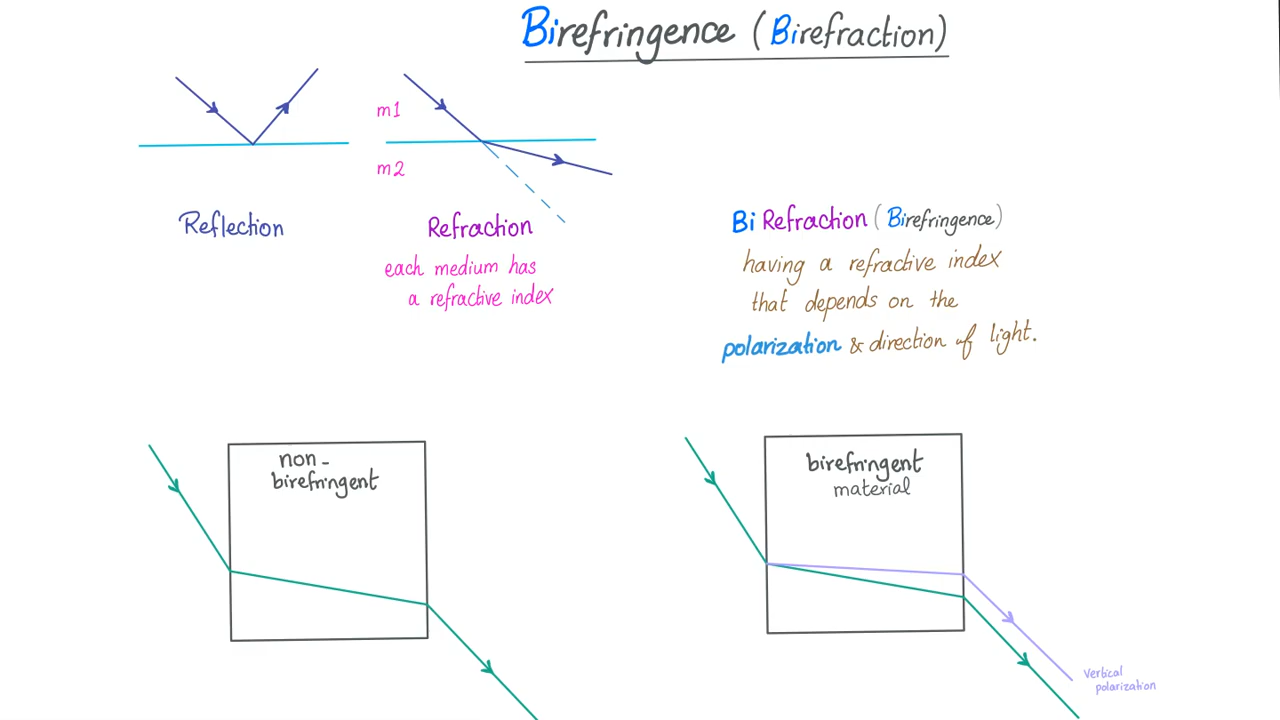 Birefringence (Birefraction)
m1
m2
Reflection
Refraction
each medium has
a refractive index
Bi Refraction (Birefringence)
having a refractive index
that depends on the
polarization & direction of light.
non-
birefringent
birefringent
material
Vertical
polarization